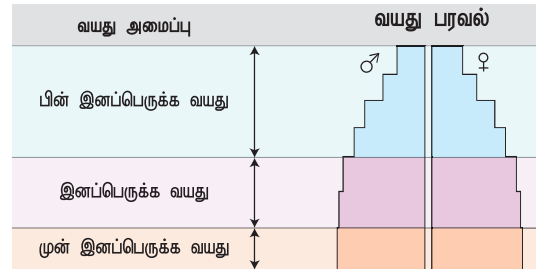 வயது அமைப்பு
வயது பரவல்
♂ ♀
பின் இனப்பெருக்க வயது
இனப்பெருக்க வயது
முன் இனப்பெருக்க வயது